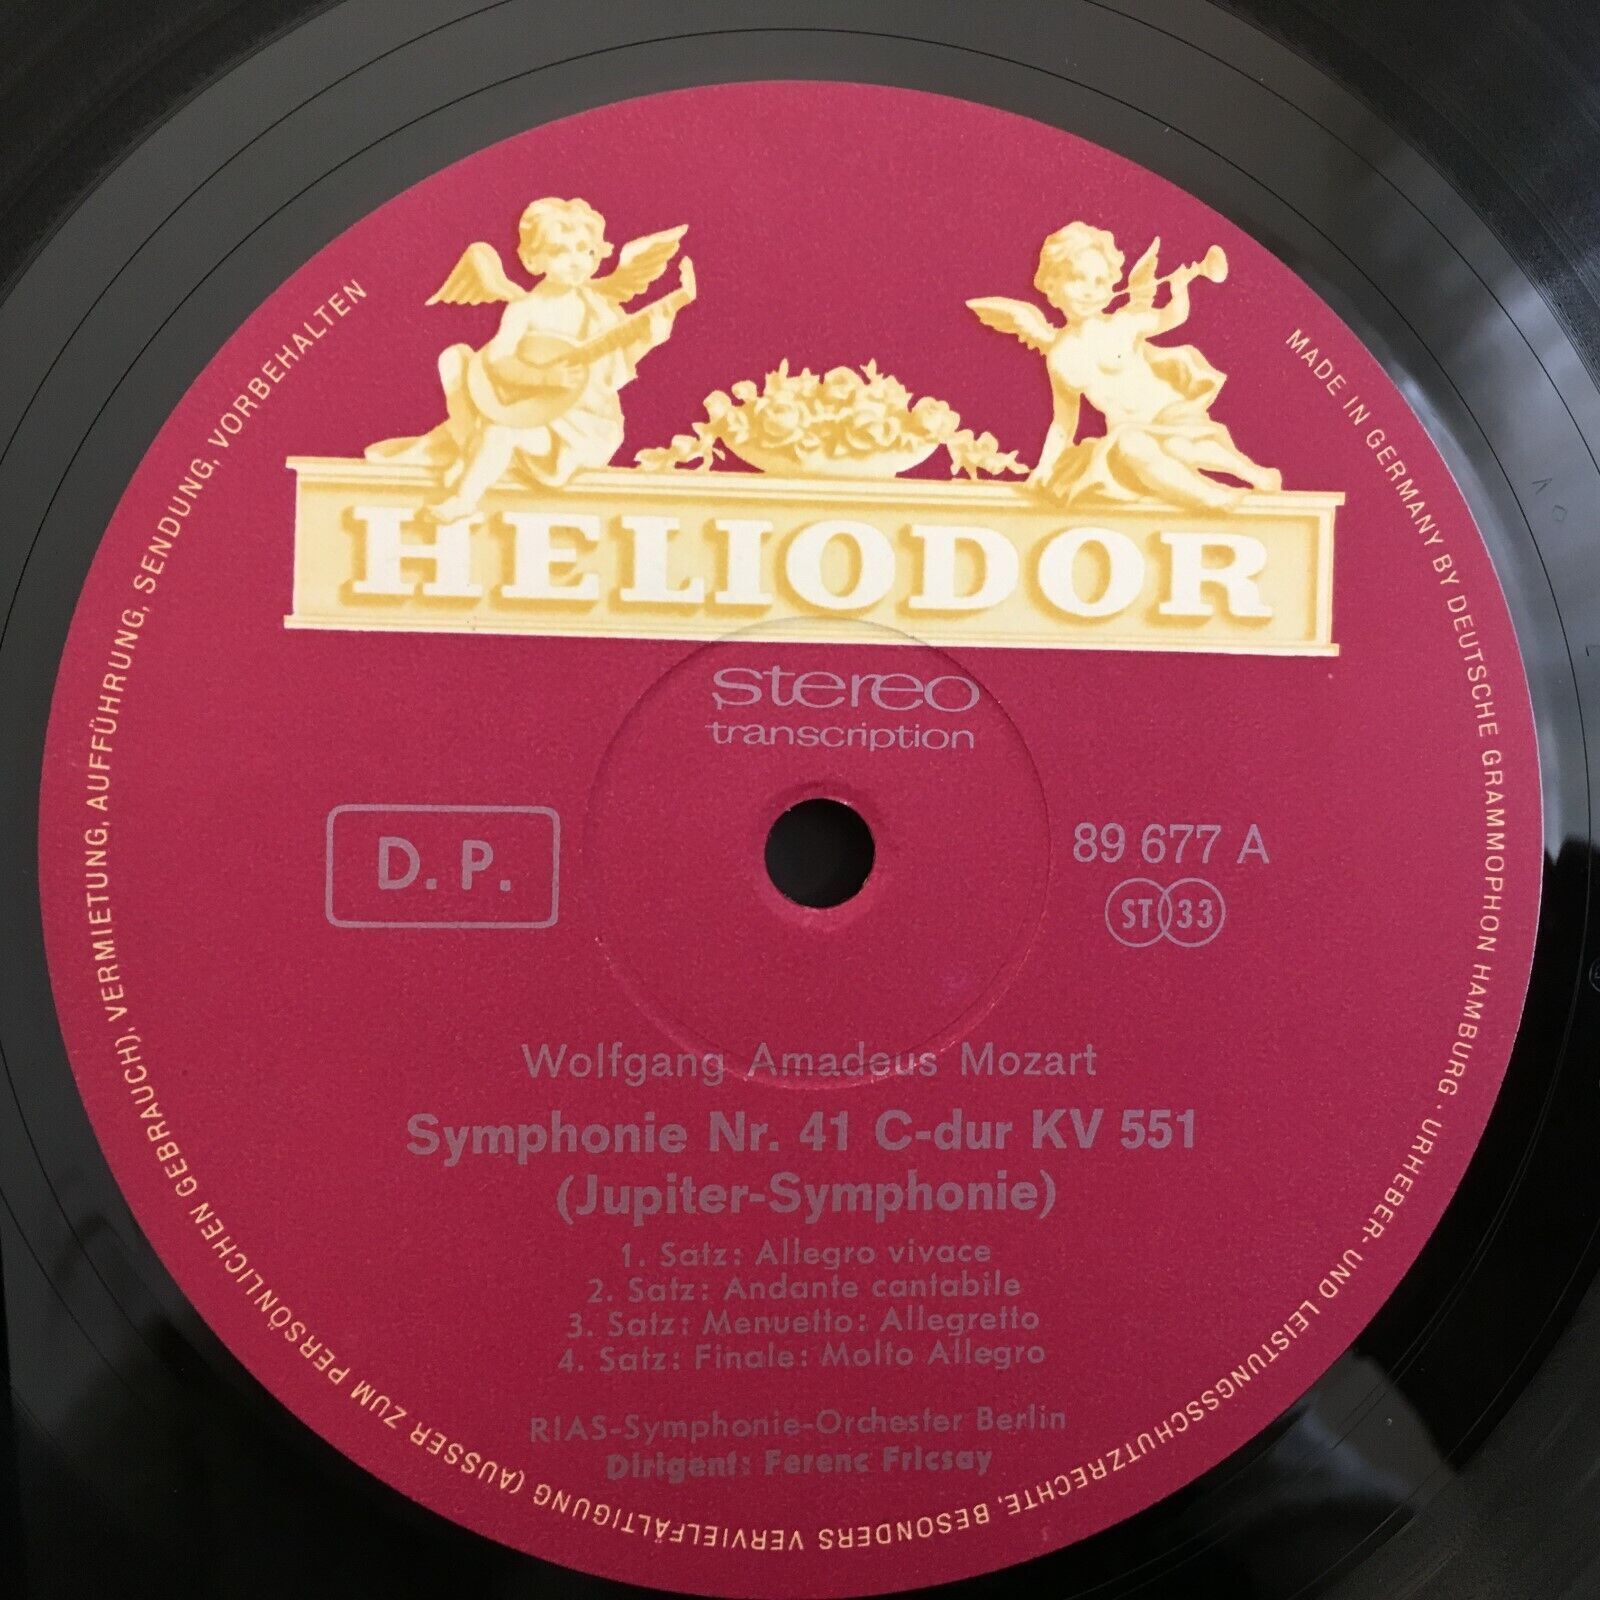 HELIODOR
stereo
transcription
D. P.
89 677 A
ST 33
Wolfgang Amadeus Mozart
Symphonie Nr. 41 C-dur KV 551
(Jupiter-Symphonie)
1. Satz: Allegro vivace
2. Satz: Andante cantabile
3. Satz: Menuetto: Allegretto
4. Satz: Finale: Molto Allegro
RIAS-Symphonie-Orchester Berlin
Dirigent: Ferenc Fricsay
MADE IN GERMANY BY DEUTSCHE GRAMMOPHON HAMBURG · URHEBER- UND LEISTUNGSSCHUTZRECHTE, BESONDERS VERVIELFÄLTIGUNG (AUSSER ZUM PERSÖNLICHEN GEBRAUCH), VERMIETUNG, AUFFÜHRUNG, SENDUNG, VORBEHALTEN